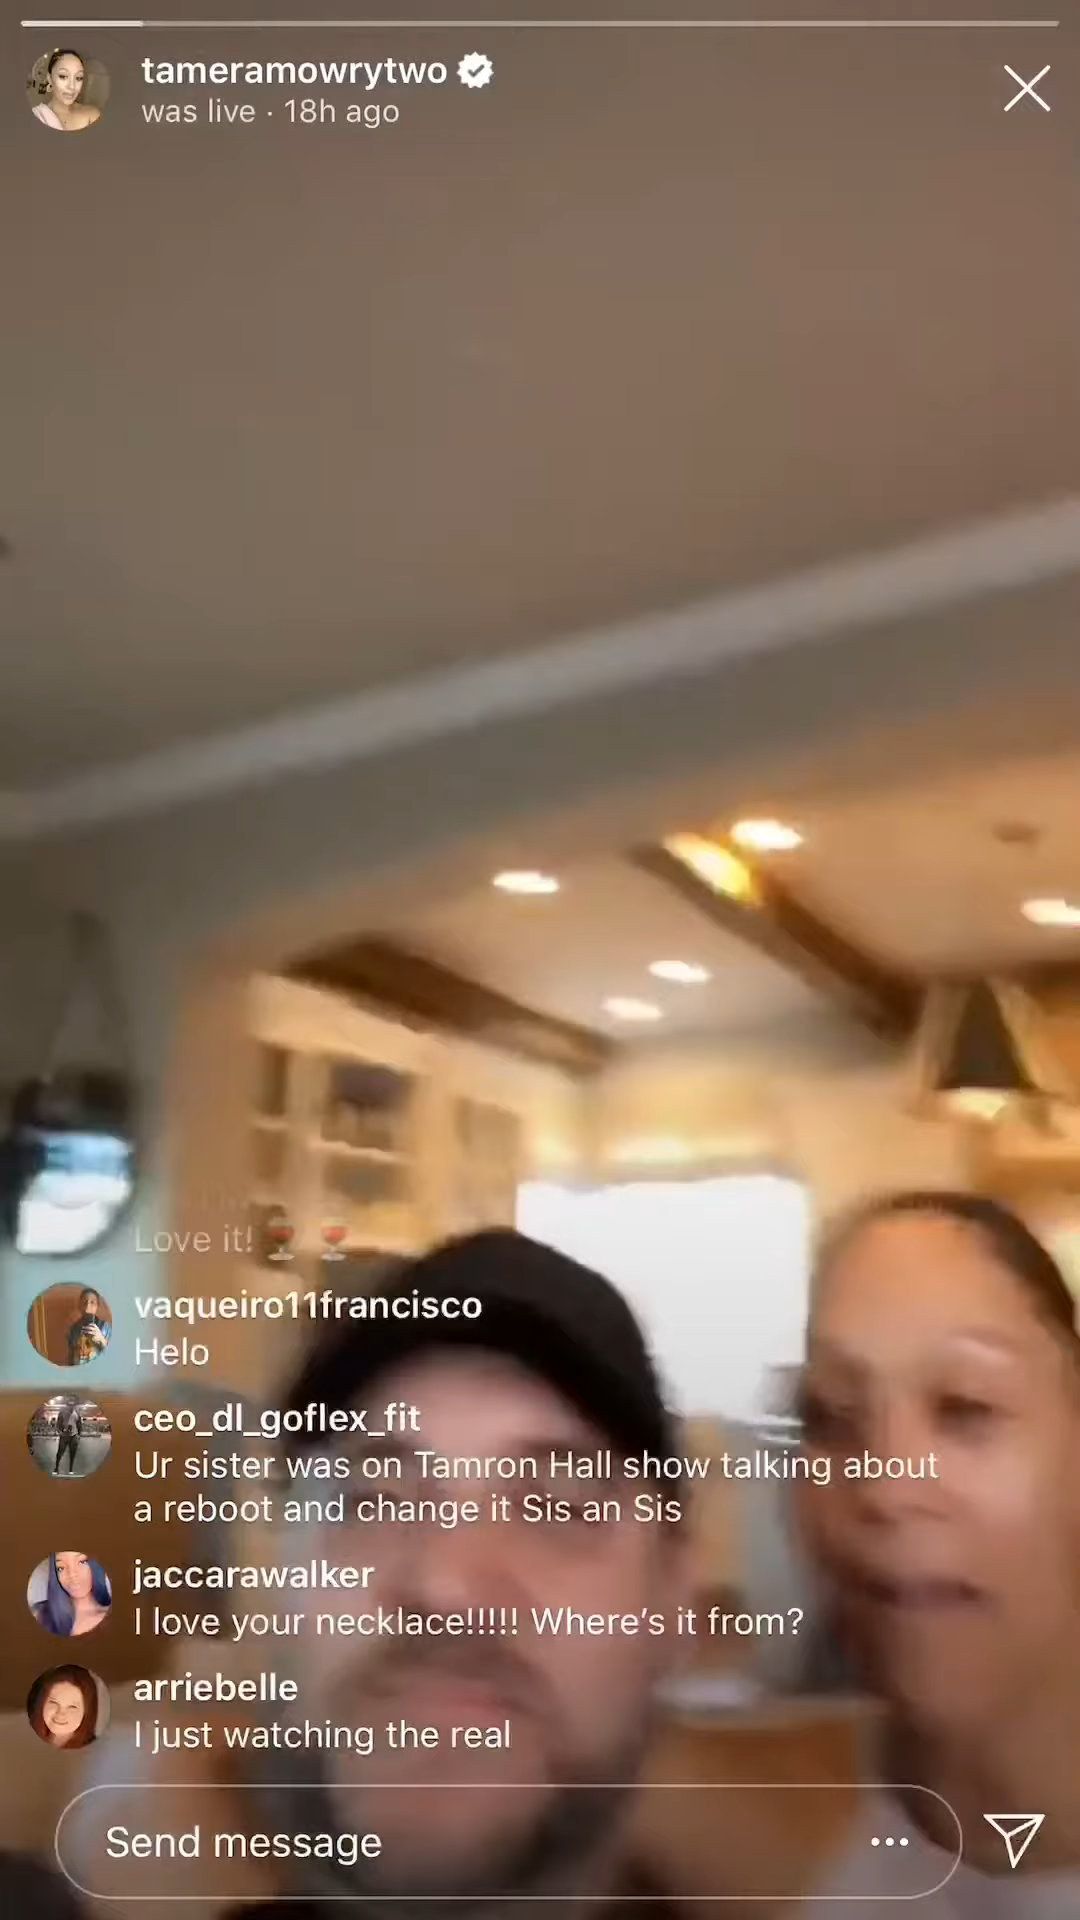 tameramowrytwo
was live · 18h ago
Love it! 🍷 🍷
vaqueiro11francisco
Helo
ceo_dl_goflex_fit
Ur sister was on Tamron Hall show talking about
a reboot and change it Sis an Sis
jaccarawalker
I love your necklace!!!!! Where’s it from?
arriebelle
I just watching the real
Send message